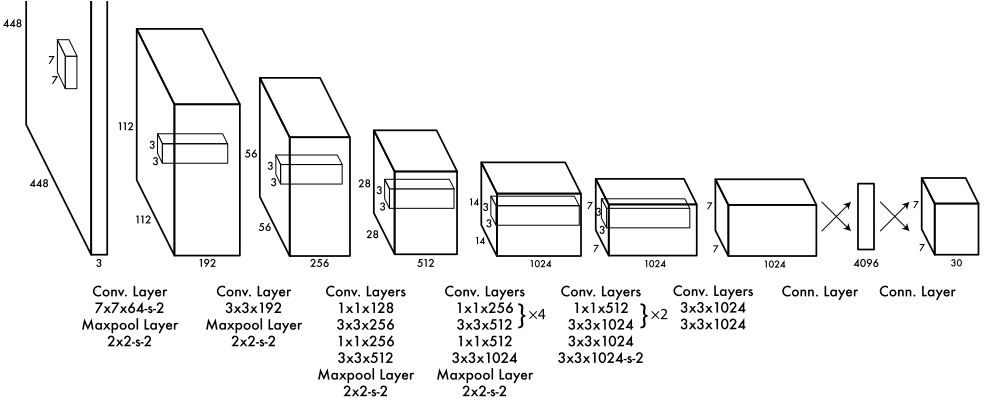 448
7
7
448
3
112
3
3
112
192
56
3
3
56
256
28
3
3
28
512
14
3
3
14
1024
7
3
3
7
1024
7
7
1024
4096
7
7
30
Conv. Layer
7x7x64-s-2
Maxpool Layer
2x2-s-2
Conv. Layer
3x3x192
Maxpool Layer
2x2-s-2
Conv. Layers
1x1x128
3x3x256
1x1x256
3x3x512
Maxpool Layer
2x2-s-2
Conv. Layers
1x1x256
3x3x512
}×4
1x1x512
3x3x1024
Maxpool Layer
2x2-s-2
Conv. Layers
1x1x512
3x3x1024
}×2
3x3x1024
3x3x1024-s-2
Conv. Layers
3x3x1024
3x3x1024
Conn. Layer
Conn. Layer